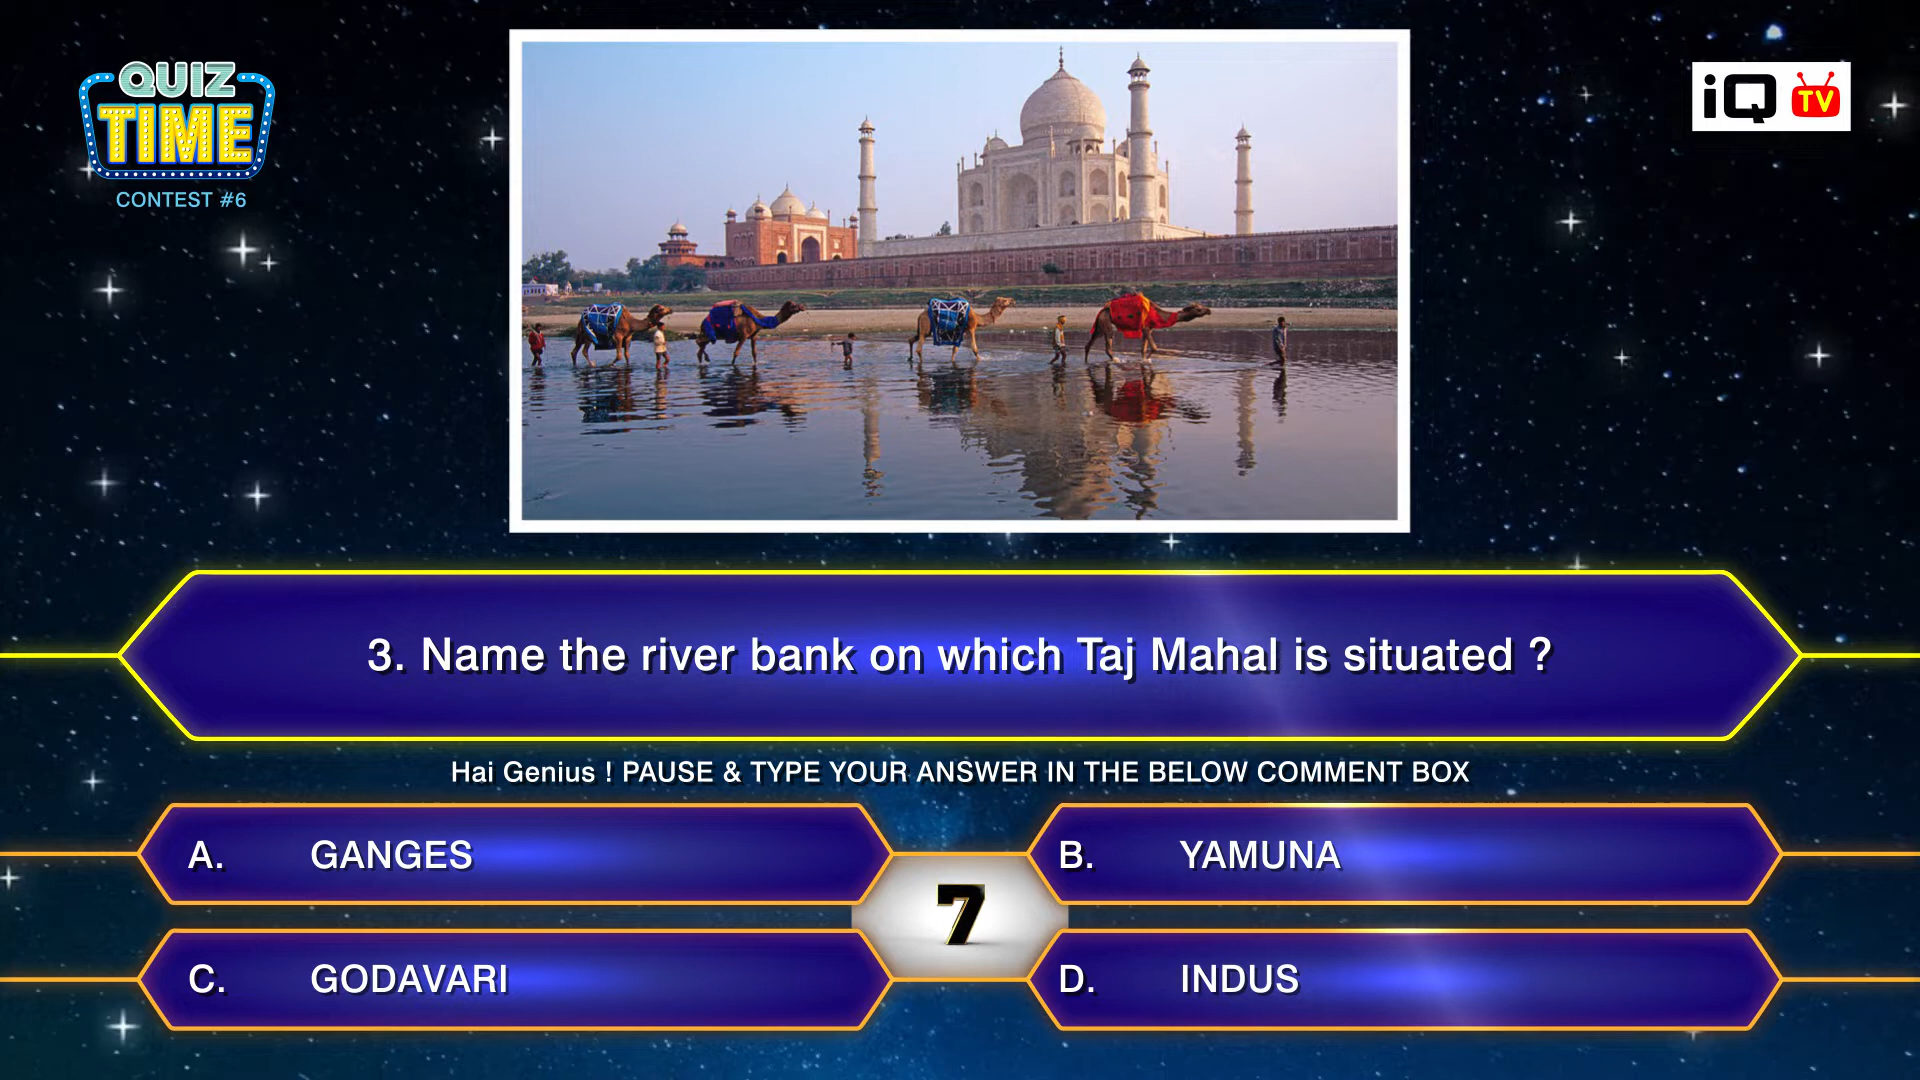 QUIZ
TIME
CONTEST #6
iQ TV
3. Name the river bank on which Taj Mahal is situated ?
Hai Genius ! PAUSE & TYPE YOUR ANSWER IN THE BELOW COMMENT BOX
A. GANGES
B. YAMUNA
7
C. GODAVARI
D. INDUS